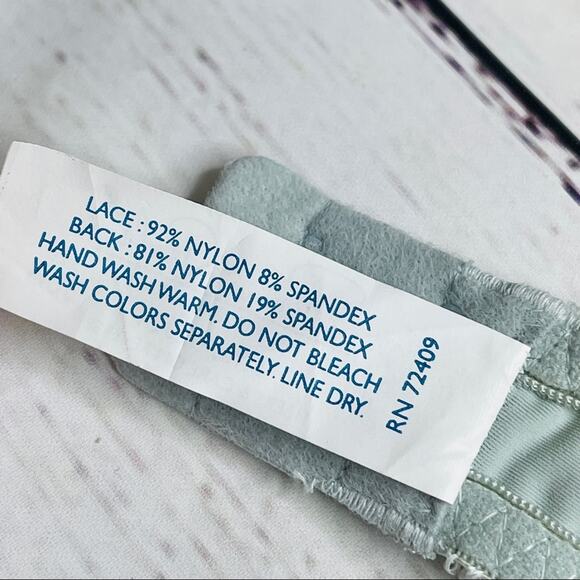 LACE : 92% NYLON 8% SPANDEX
BACK : 81% NYLON 19% SPANDEX
HAND WASH WARM. DO NOT BLEACH
WASH COLORS SEPARATELY. LINE DRY.
RN 72409